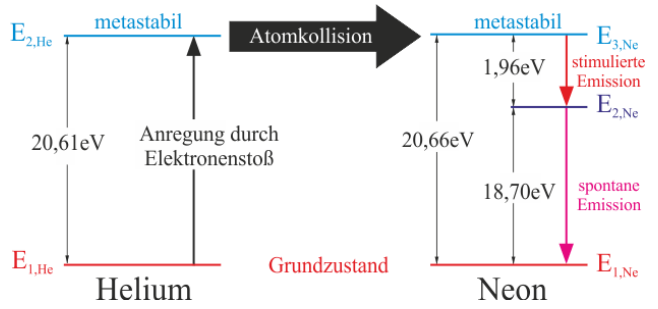 E2,He
metastabil
Atomkollision
metastabil
E3,Ne
1,96eV
stimulierte
Emission
E2,Ne
20,61eV
Anregung durch
Elektronenstoß
20,66eV
18,70eV
spontane
Emission
E1,He
Grundzustand
E1,Ne
Helium
Neon